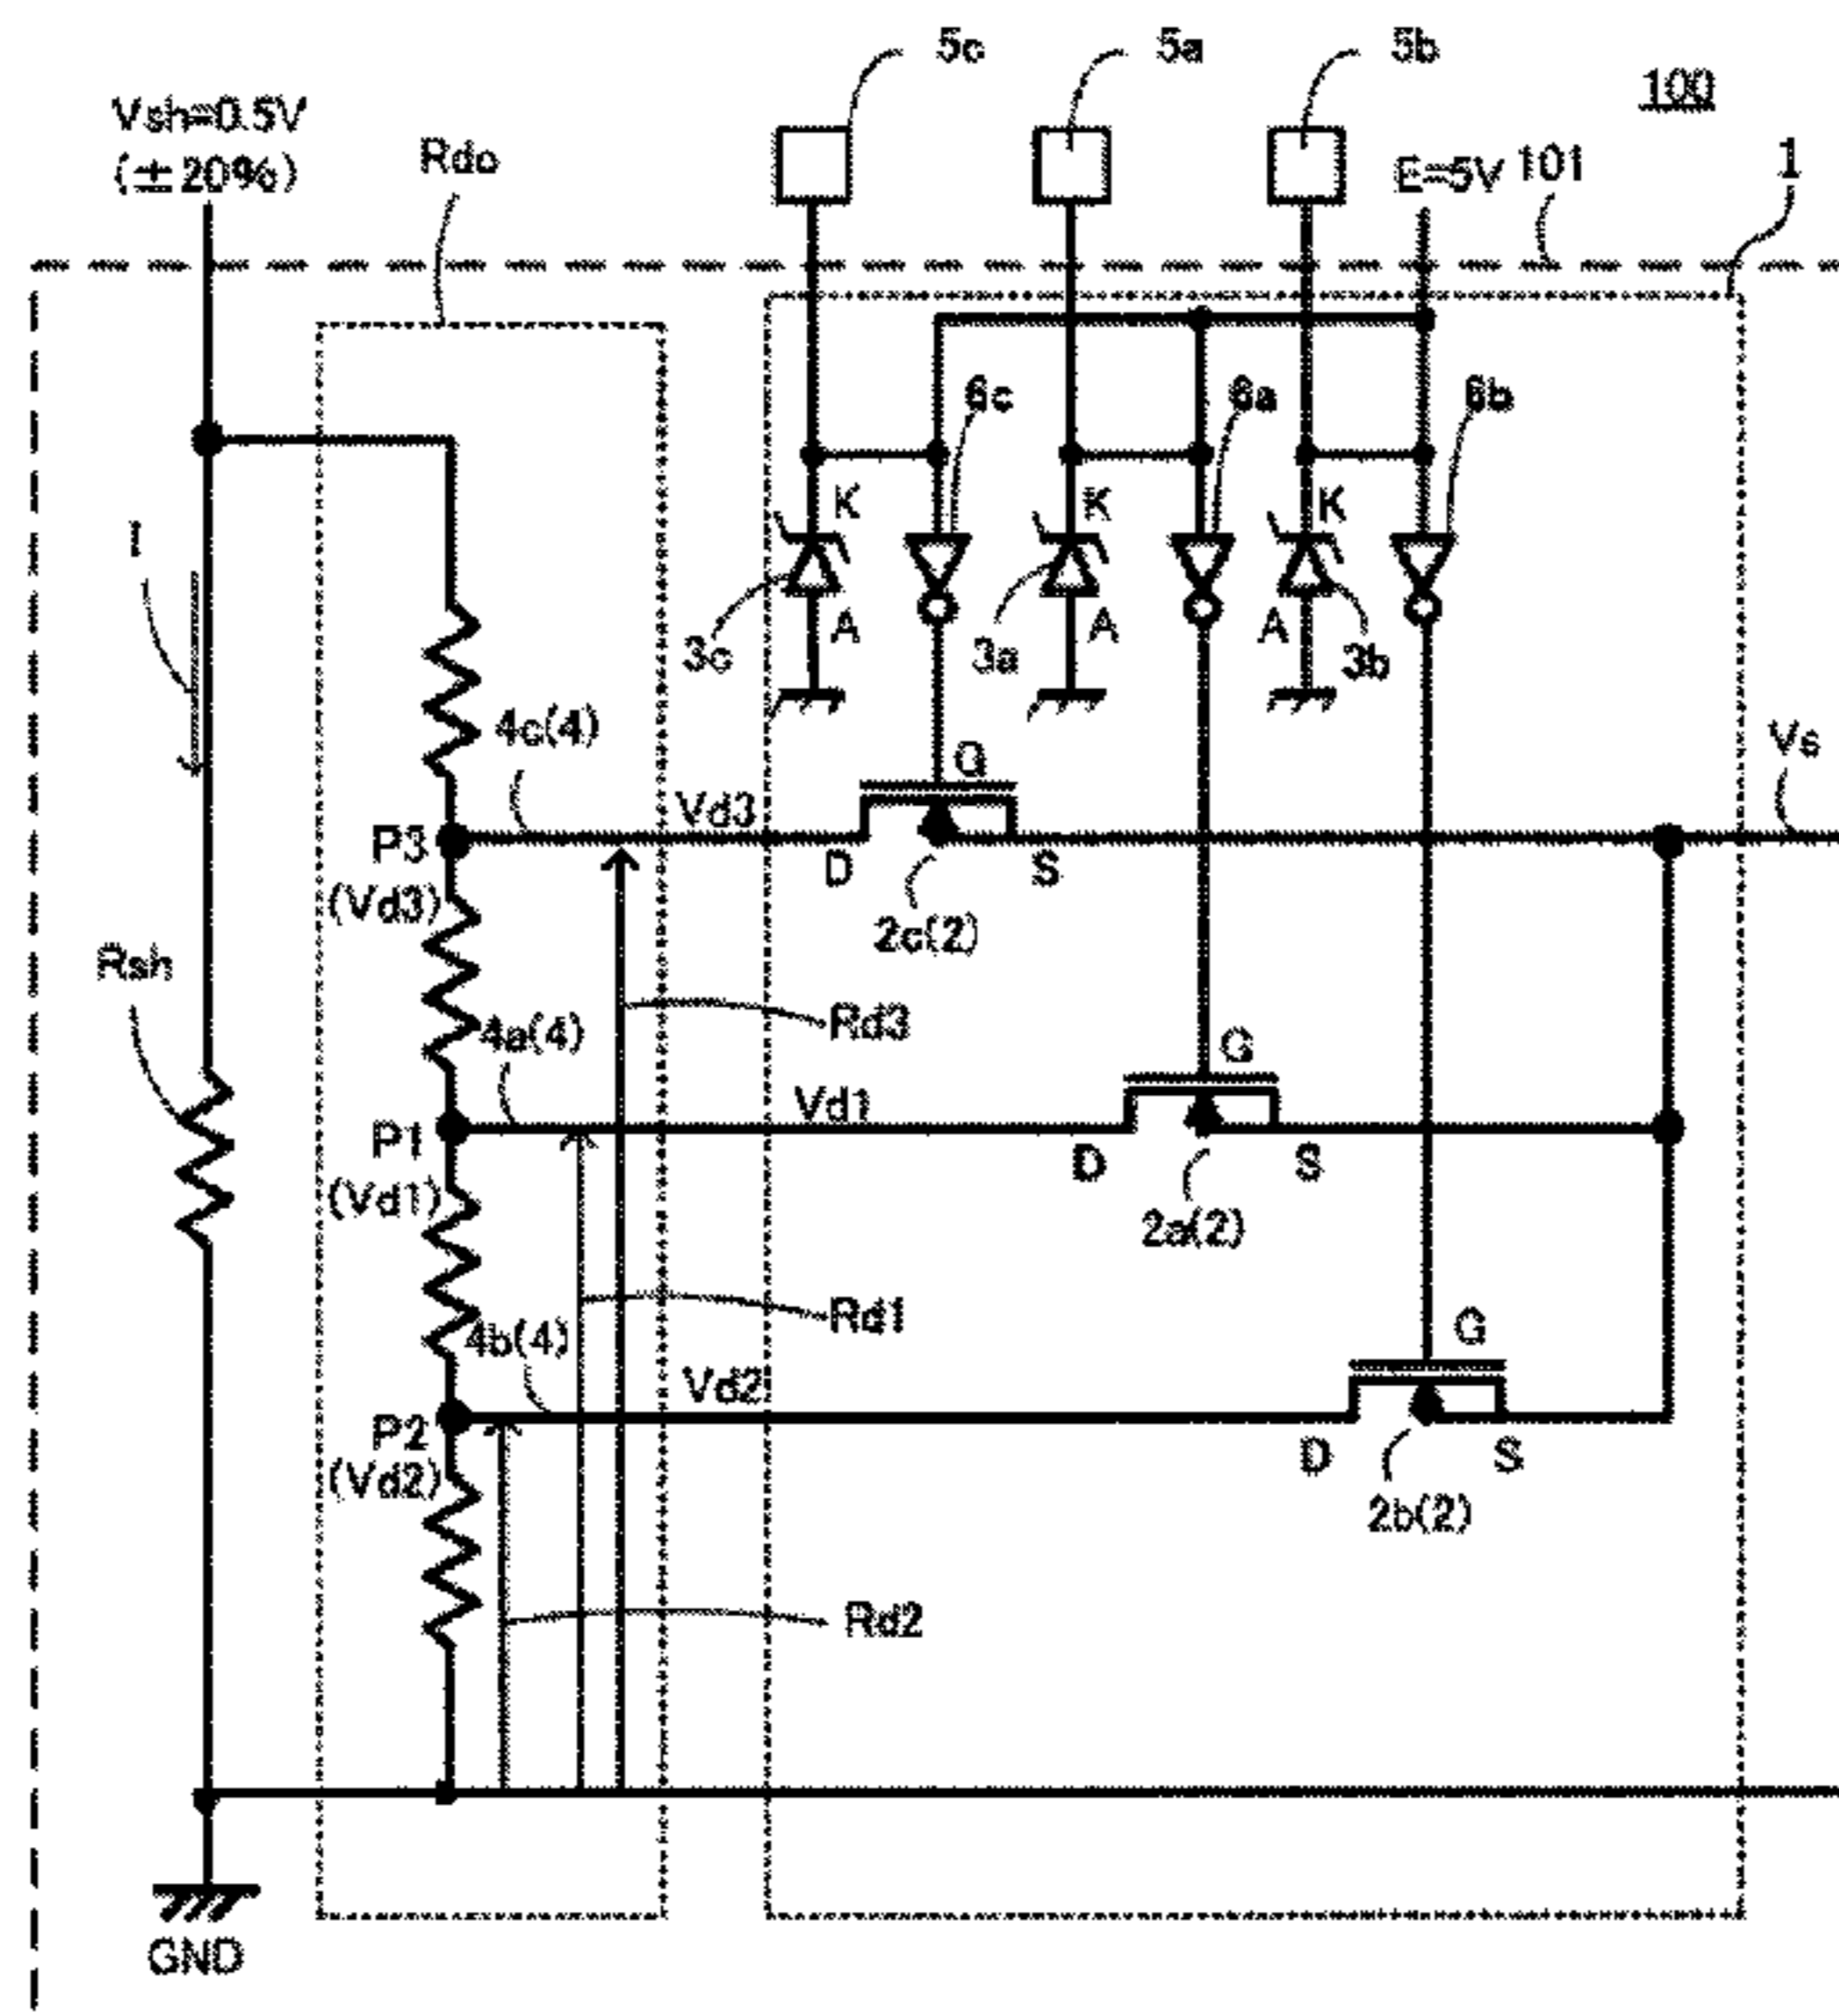 5c
5a
5b
100
Vsh=0.5V
(±20%)
Rdo
E=5V
101
1
6c
6a
6b
K
K
K
I
3c
A
3a
A
A
3b
4c(4)
G
Vs
Vd3
P3
D
S
(Vd3)
2c(2)
Rsh
Rd3
4a(4)
G
Vd1
P1
D
S
(Vd1)
2a(2)
Rd1
4b(4)
G
Vd2
P2
D
S
(Vd2)
2b(2)
Rd2
GND